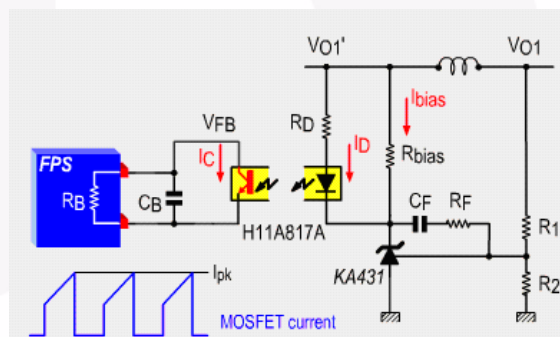 VO1'
VO1
Ibias
RD
VFB
IC
ID
Rbias
FPS
RB
CB
CF
RF
H11A817A
R1
KA431
R2
Ipk
MOSFET current